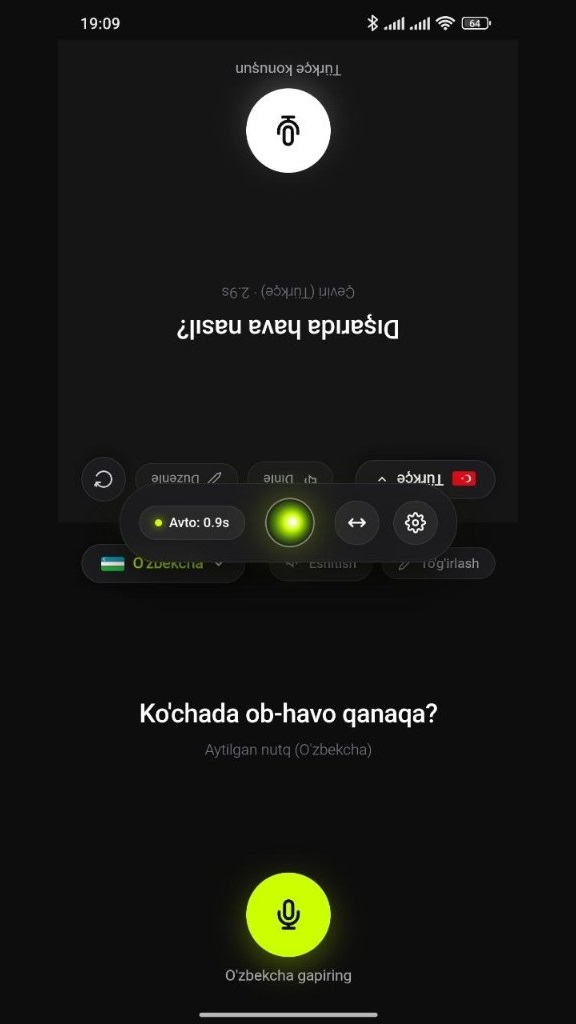 19:09
64
Türkçe konuşun
Dışarıda hava nasıl?
Çeviri (Türkçe) · 2.9s
Türkçe
Dinle
Düzenle
Avto: 0.9s
O'zbekcha
Eshitish
To'g'irlash
Ko'chada ob-havo qanaqa?
Aytilgan nutq (O'zbekcha)
O'zbekcha gapiring